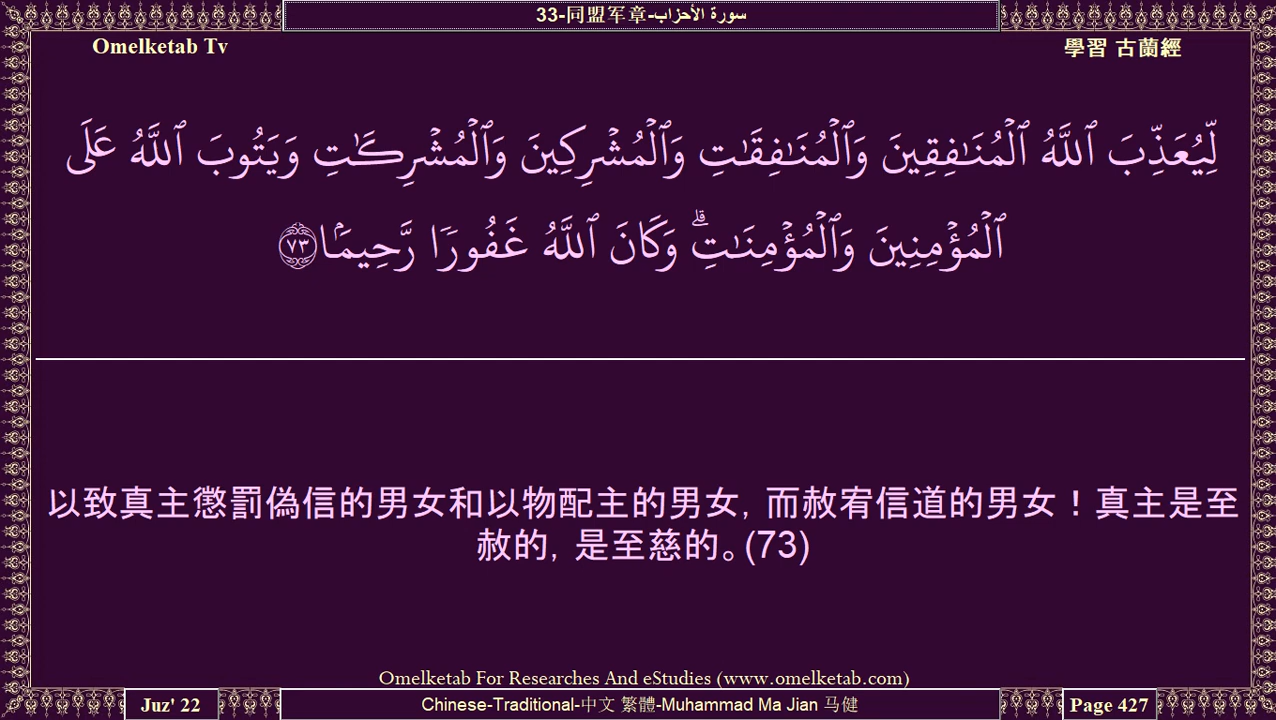 33-同盟军章-سورة الأحزاب
Omelketab Tv
學習 古蘭經
لِّيُعَذِّبَ ٱللَّهُ ٱلْمُنَـٰفِقِينَ وَٱلْمُنَـٰفِقَـٰتِ وَٱلْمُشْرِكِينَ وَٱلْمُشْرِكَـٰتِ وَيَتُوبَ ٱللَّهُ عَلَى
ٱلْمُؤْمِنِينَ وَٱلْمُؤْمِنَـٰتِ ۗ وَكَانَ ٱللَّهُ غَفُورًا رَّحِيمًۢا ٧٣
以致真主懲罰偽信的男女和以物配主的男女，而赦宥信道的男女！真主是至
赦的，是至慈的。(73)
Omelketab For Researches And eStudies (www.omelketab.com)
Juz' 22
Chinese-Traditional-中文 繁體-Muhammad Ma Jian 马健
Page 427